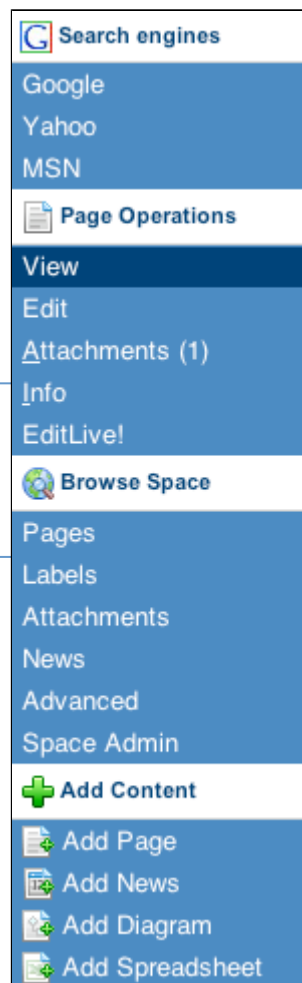 Search engines
Google
Yahoo
MSN
Page Operations
View
Edit
Attachments (1)
Info
EditLive!
Browse Space
Pages
Labels
Attachments
News
Advanced
Space Admin
Add Content
Add Page
Add News
Add Diagram
Add Spreadsheet